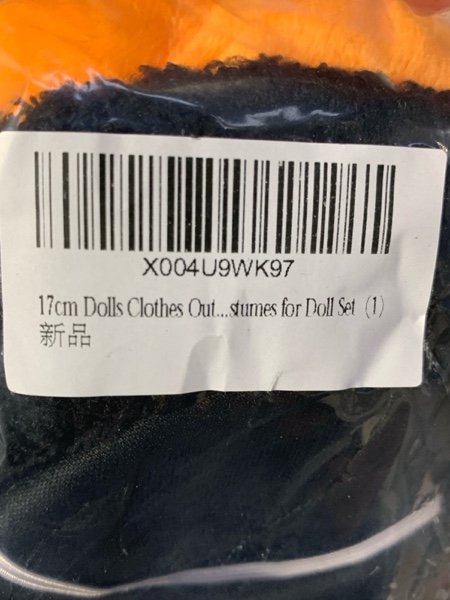 X004U9WK97
17cm Dolls Clothes Out...stumes for Doll Set (1)
新品